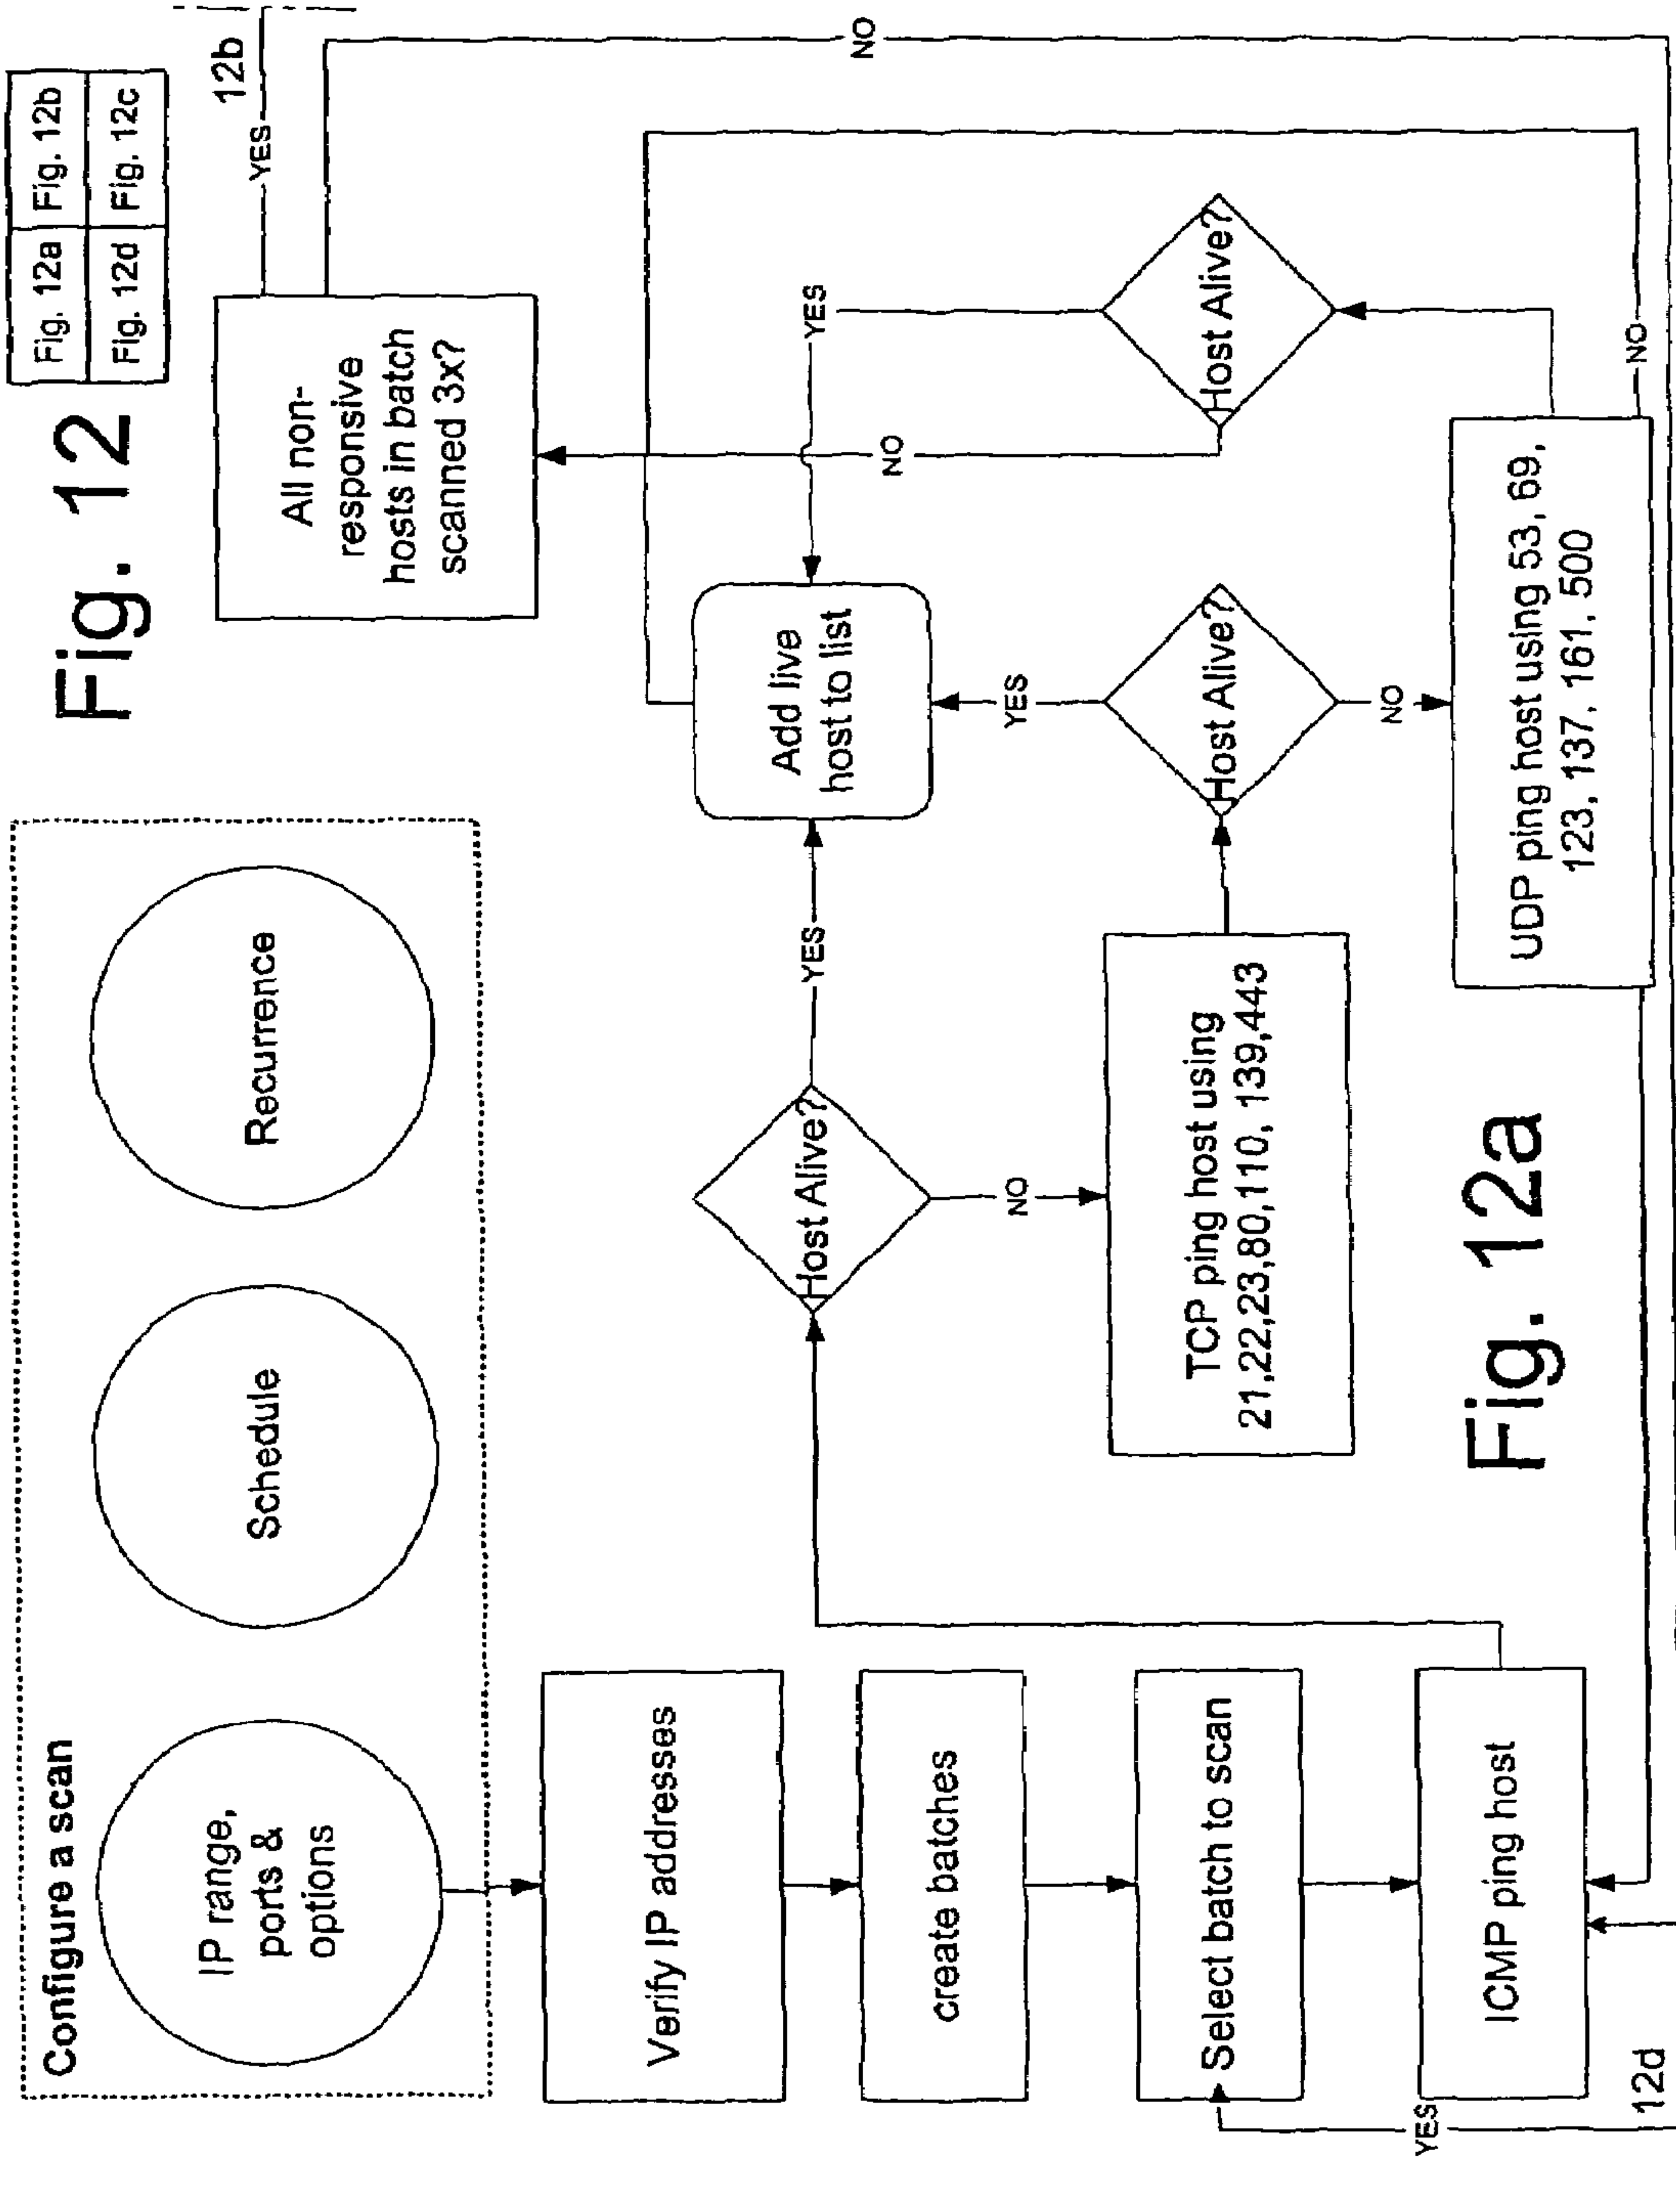 Fig. 12
Fig. 12a
Fig. 12b
Fig. 12d
Fig. 12c
Configure a scan
IP range,
ports &
options
Schedule
Recurrence
12b
YES
NO
All non-
responsive
hosts in batch
scanned 3x?
Verify IP addresses
create batches
Select batch to scan
YES
ICMP ping host
12d
Host Alive?
YES
NO
Add live
host to list
YES
NO
TCP ping host using
21,22,23,80,110, 139,443
Host Alive?
YES
NO
Host Alive?
UDP ping host using 53, 69,
123, 137, 161, 500
NO
Fig. 12a